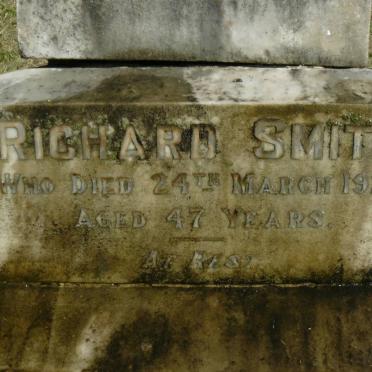 RICHARD SMIT
WHO DIED 24TH MARCH 19
AGED 47 YEARS.
AT REST